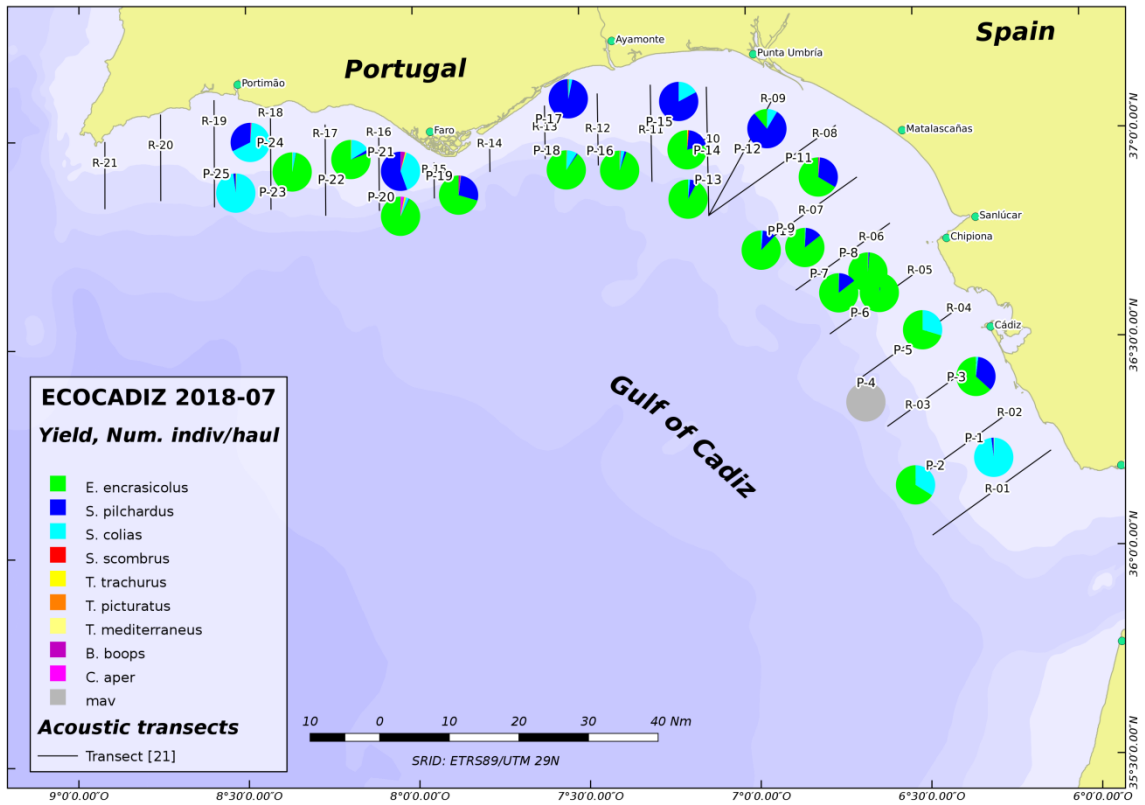 Spain
Ayamonte
Punta Umbría
Portugal
Portimão
R-09
R-18
P-17
R-19
P-15
R-13
R-12
R-11
10
Faro
Matalascañas
R-17
R-16
R-20
P-24
R-14
P-14
P-12
R-08
P-21
P-18
P-16
R-21
P-11
P-25
P-22
15
P-19
P-13
P-23
P-20
R-07
Sanlúcar
P-9
Chipiona
R-06
P-8
P-7
R-05
R-04
P-6
Cádiz
P-5
P-3
P-4
Gulf of Cadiz
R-03
R-02
P-1
P-2
R-01
ECOCADIZ 2018-07
Yield, Num. indiv/haul
E. encrasicolus
S. pilchardus
S. colias
S. scombrus
T. trachurus
T. picturatus
T. mediterraneus
B. boops
C. aper
mav
Acoustic transects
Transect [21]
10 0 10 20 30 40 Nm
SRID: ETRS89/UTM 29N
37°0'0.00"N
36°30'0.00"N
36°0'0.00"N
35°30'0.00"N
9°0'0.00"O 8°30'0.00"O 8°0'0.00"O 7°30'0.00"O 7°0'0.00"O 6°30'0.00"O 6°0'0.00"O